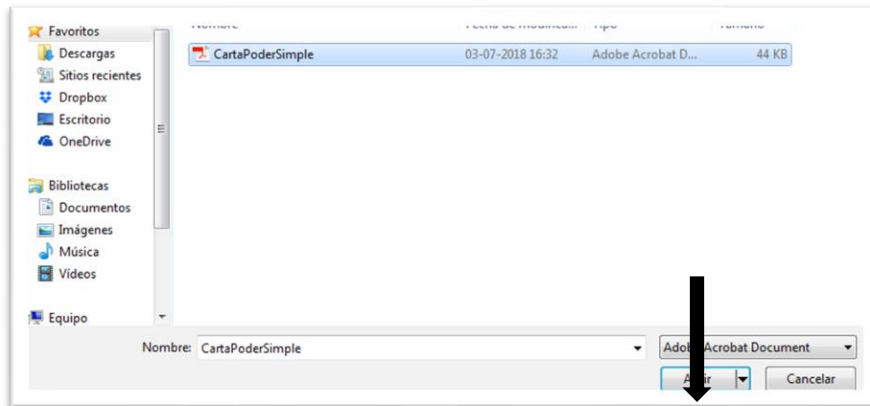 Favoritos
Descargas
Sitios recientes
Dropbox
Escritorio
OneDrive
Bibliotecas
Documentos
Imágenes
Música
Vídeos
Equipo
CartaPoderSimple 03-07-2018 16:32 Adobe Acrobat D... 44 KB
Nombre: CartaPoderSimple
Acrobat Document
Cancelar